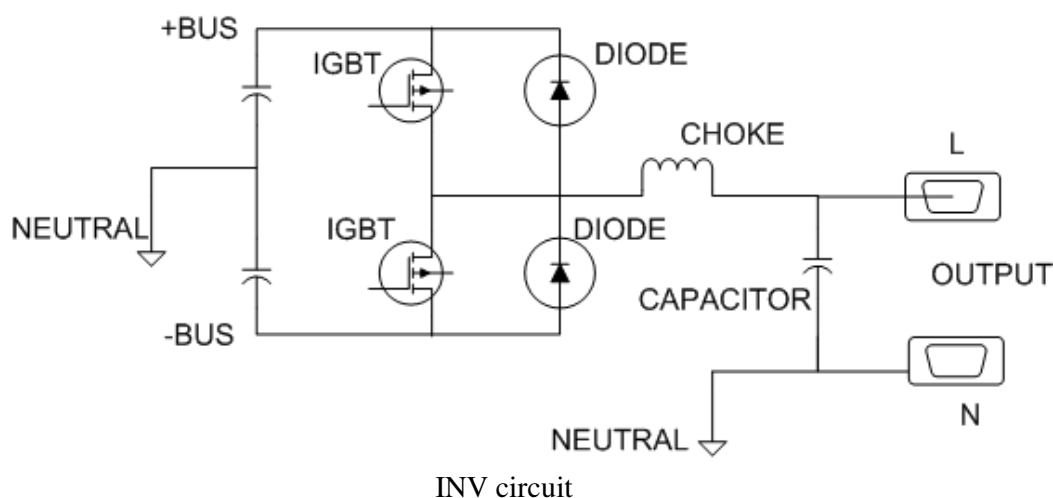 +BUS
IGBT
DIODE
CHOKE
L
NEUTRAL
IGBT
DIODE
CAPACITOR
OUTPUT
-BUS
N
NEUTRAL
INV circuit